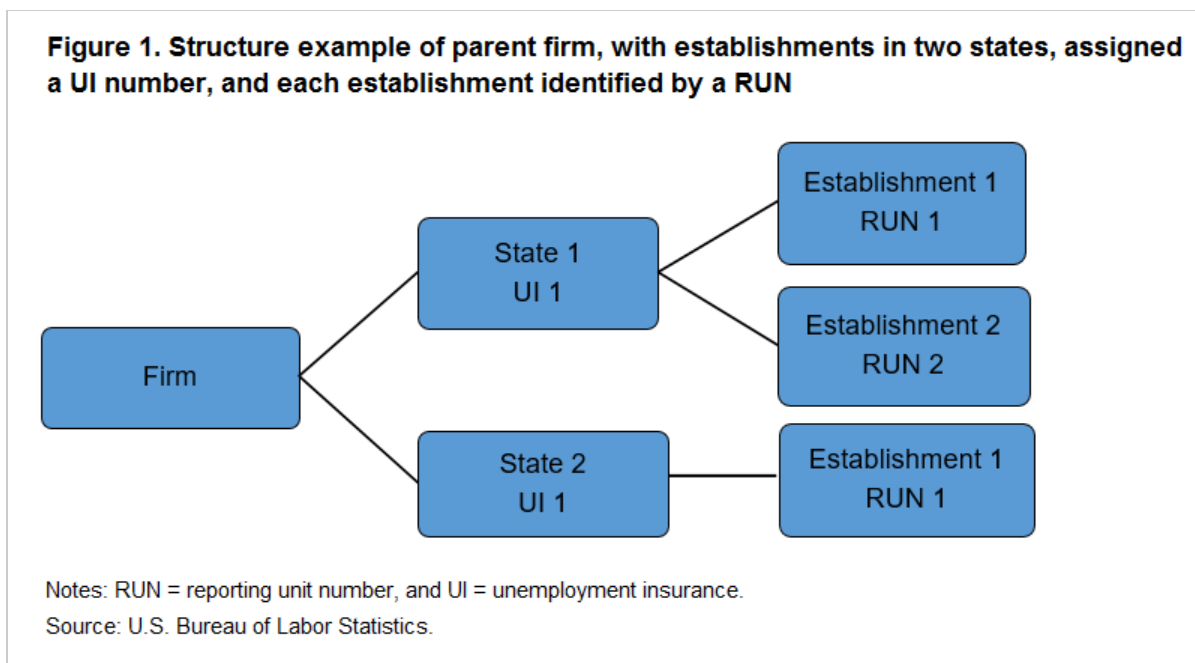 Figure 1. Structure example of parent firm, with establishments in two states, assigned
a UI number, and each establishment identified by a RUN
Firm
State 1
UI 1
Establishment 1
RUN 1
Establishment 2
RUN 2
State 2
UI 1
Establishment 1
RUN 1
Notes: RUN = reporting unit number, and UI = unemployment insurance.
Source: U.S. Bureau of Labor Statistics.